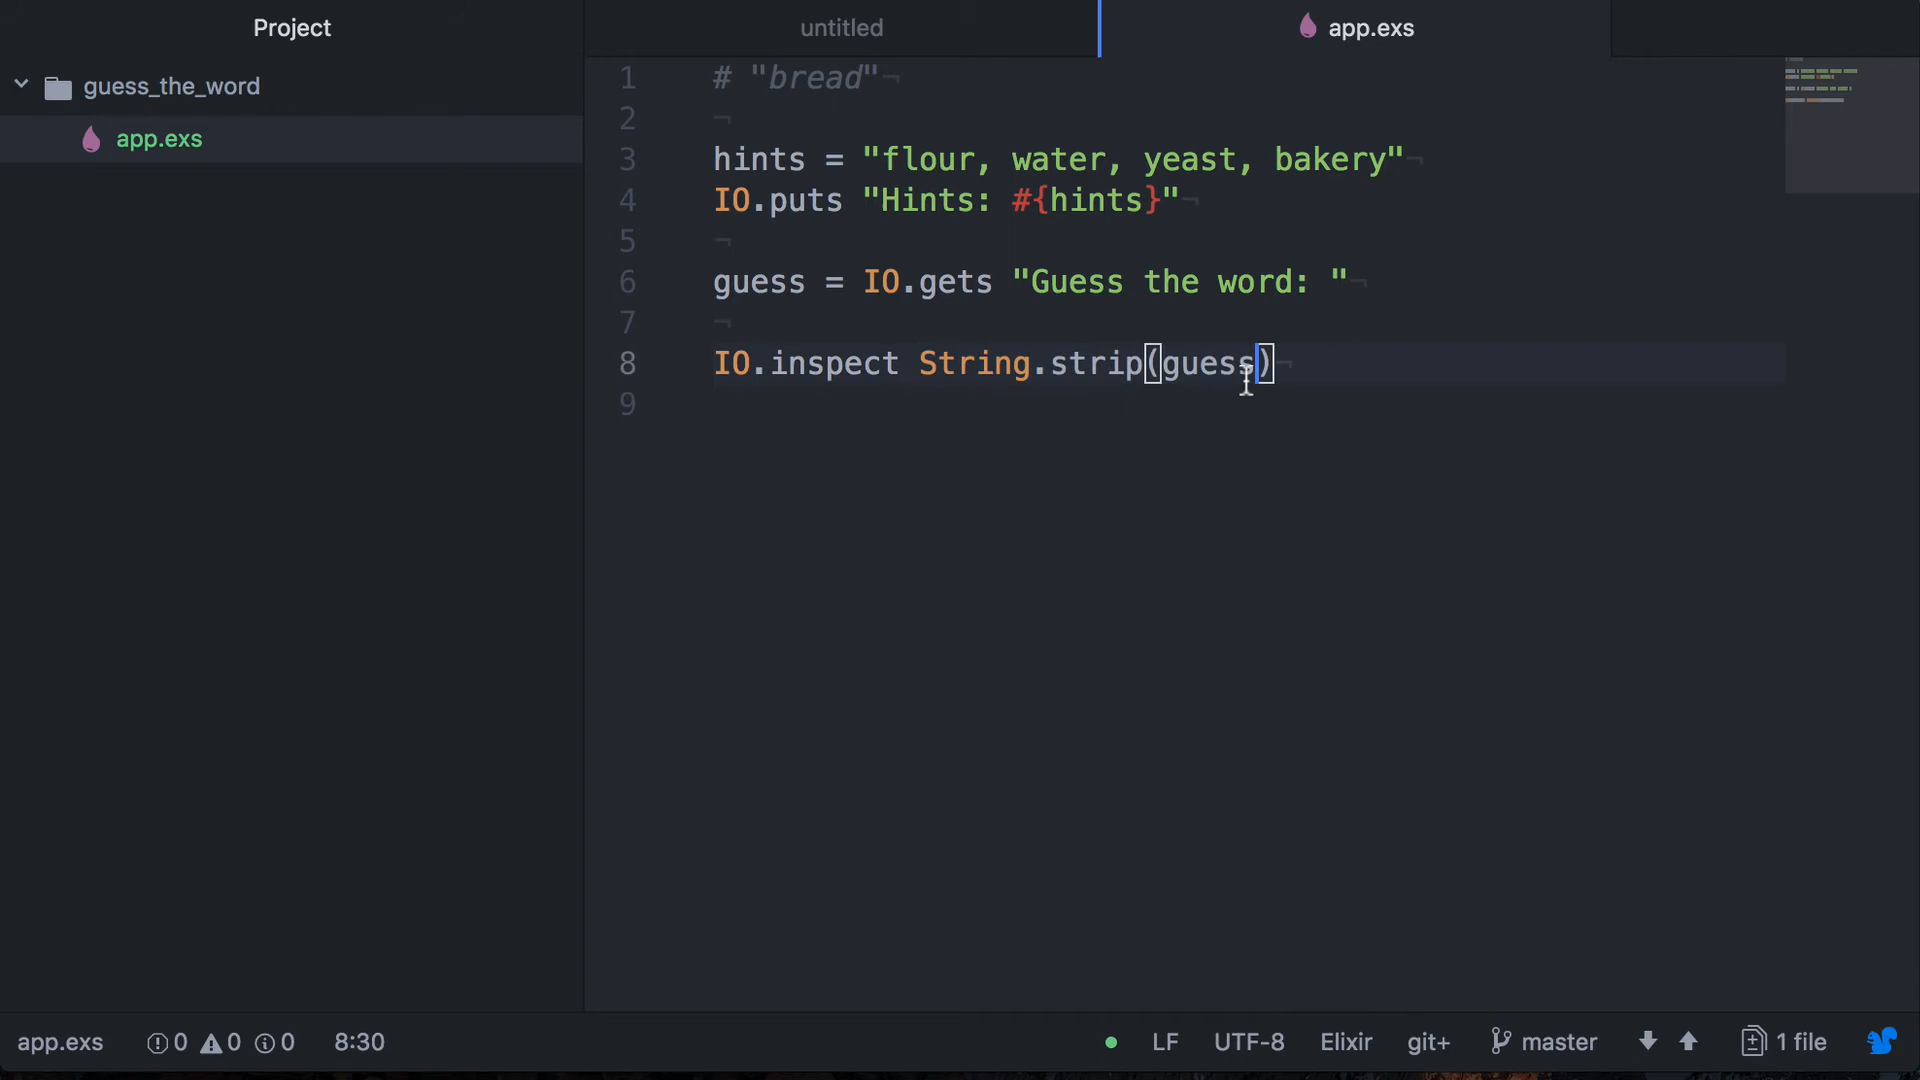 Project
untitled
app.exs
guess_the_word
app.exs
1 # "bread"¬
2 ¬
3 hints = "flour, water, yeast, bakery"¬
4 IO.puts "Hints: #{hints}"¬
5 ¬
6 guess = IO.gets "Guess the word: "¬
7 ¬
8 IO.inspect String.strip(guess)¬
9
app.exs 0 0 0 8:30 LF UTF-8 Elixir git+ master 1 file